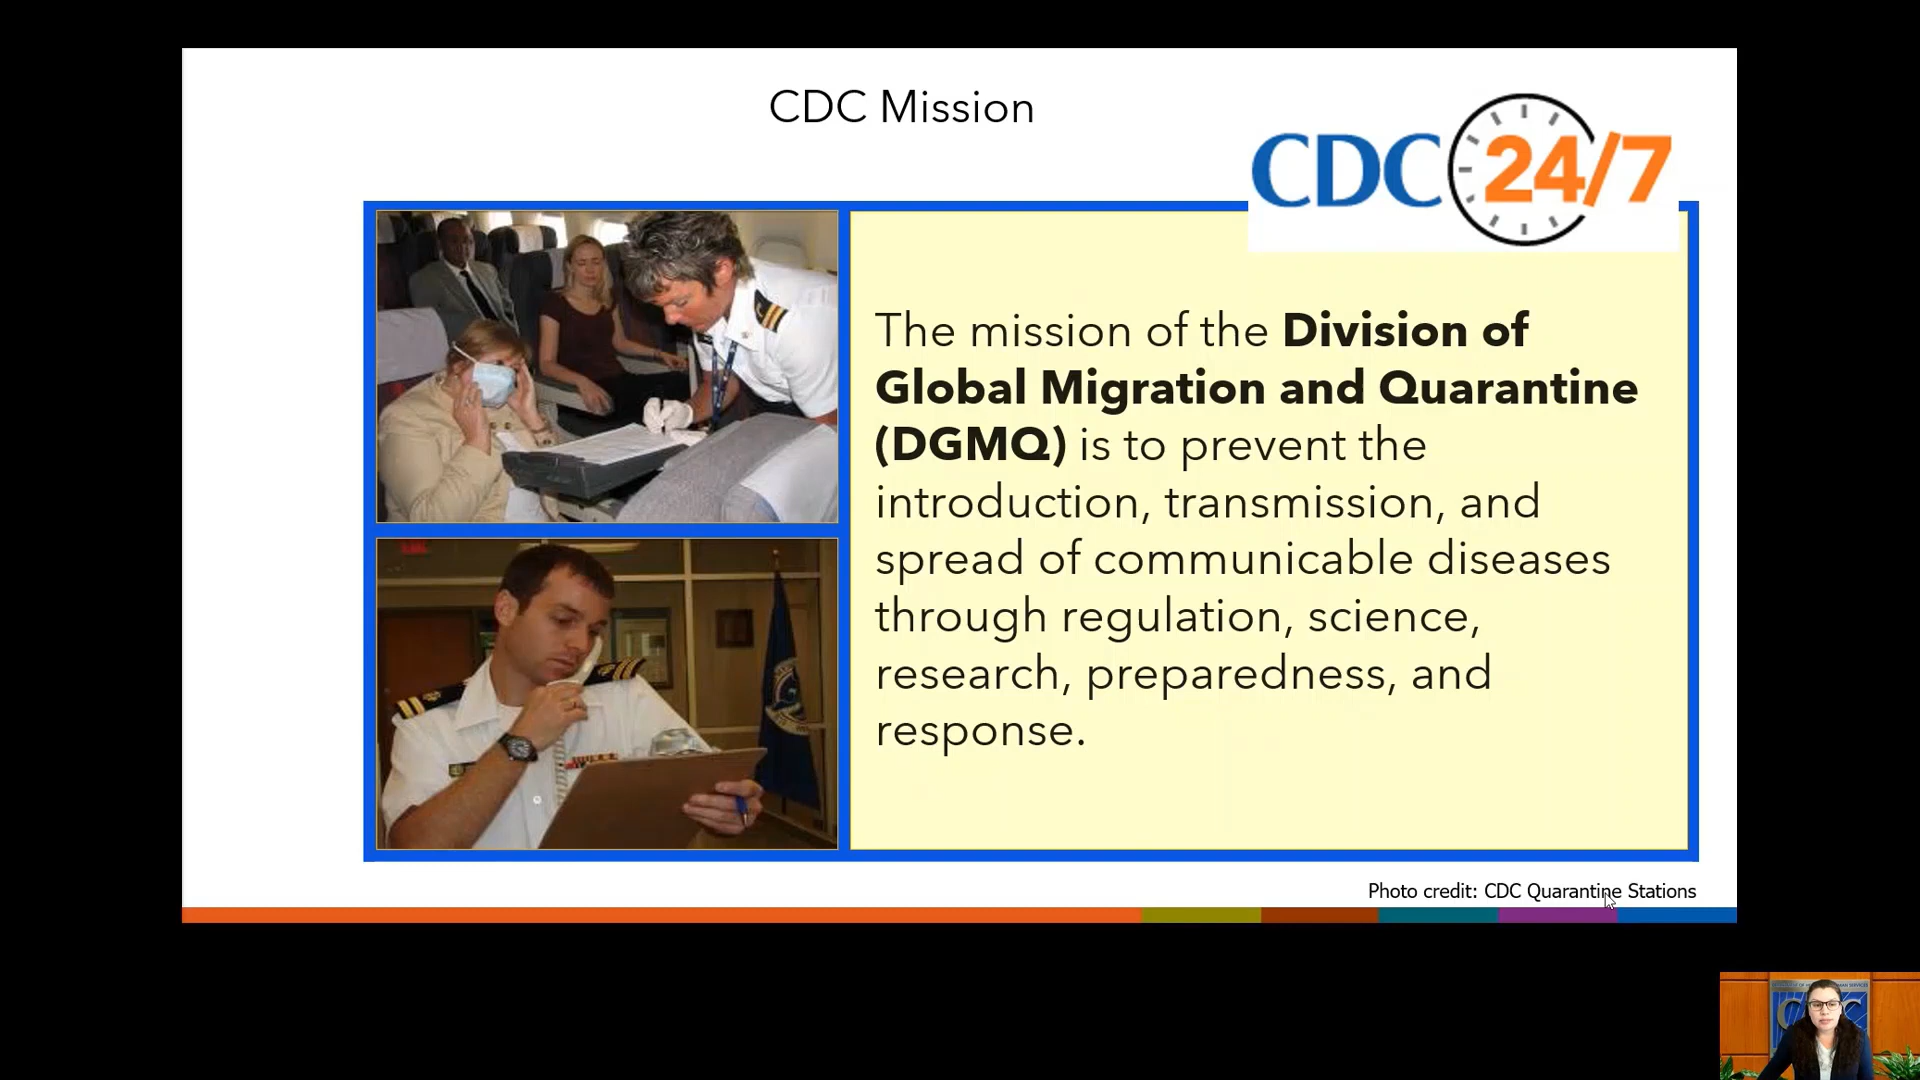 CDC Mission
CDC 24/7
The mission of the Division of
Global Migration and Quarantine
(DGMQ) is to prevent the
introduction, transmission, and
spread of communicable diseases
through regulation, science,
research, preparedness, and
response.
Photo credit: CDC Quarantine Stations